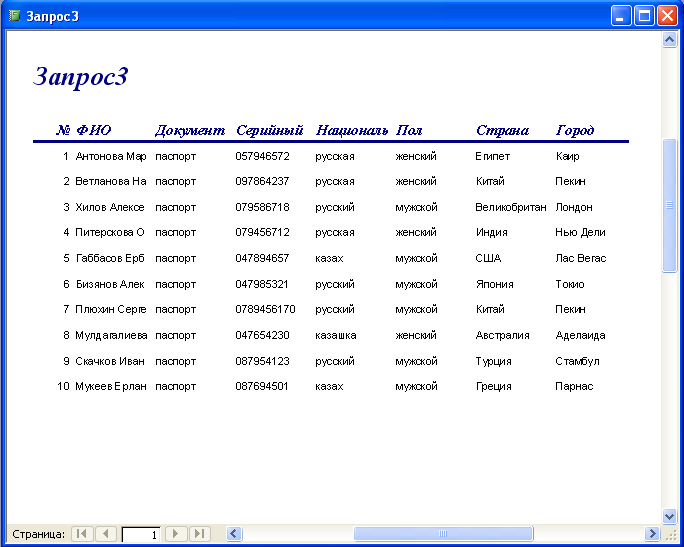 Запрос3
Запрос3
№ ФИО Документ Серийный Националь Пол Страна Город
1 Антонова Мар паспорт 057946572 русская женский Египет Каир
2 Ветланова На паспорт 097864237 русская женский Китай Пекин
3 Хилов Алексе паспорт 079586718 русский мужской Великобритан Лондон
4 Питерскова О паспорт 079456712 русская женский Индия Нью Дели
5 Габбасов Ерб паспорт 047894657 казах мужской США Лас Вегас
6 Бизянов Алек паспорт 047985321 русский мужской Япония Токио
7 Плюхин Серге паспорт 0789456170 русский мужской Китай Пекин
8 Мулдагалиева паспорт 047654230 казашка женский Австралия Аделаида
9 Скачков Иван паспорт 087954123 русский мужской Турция Стамбул
10 Мукеев Ерлан паспорт 087694501 казах мужской Греция Парнас
Страница: 1